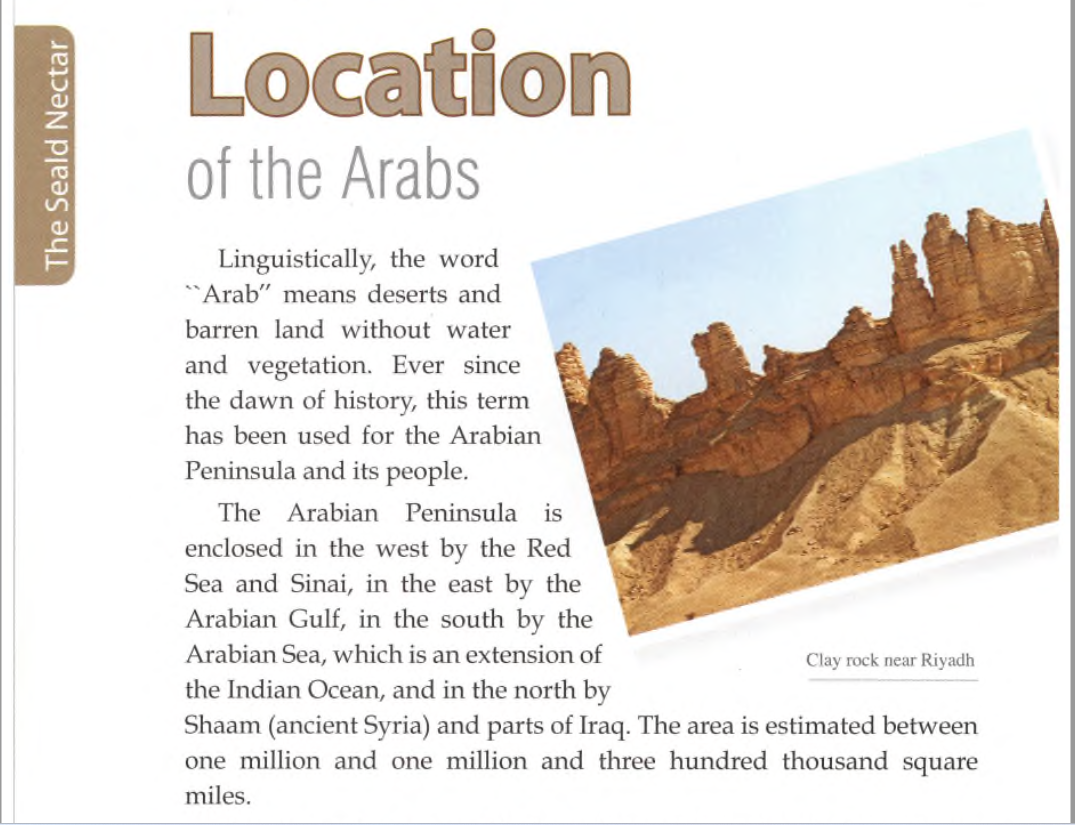 The Seald Nectar
Location
of the Arabs
Linguistically, the word
``Arab” means deserts and
barren land without water
and vegetation. Ever since
the dawn of history, this term
has been used for the Arabian
Peninsula and its people.
The Arabian Peninsula is
enclosed in the west by the Red
Sea and Sinai, in the east by the
Arabian Gulf, in the south by the
Arabian Sea, which is an extension of
the Indian Ocean, and in the north by
Shaam (ancient Syria) and parts of Iraq. The area is estimated between
one million and one million and three hundred thousand square
miles.
Clay rock near Riyadh